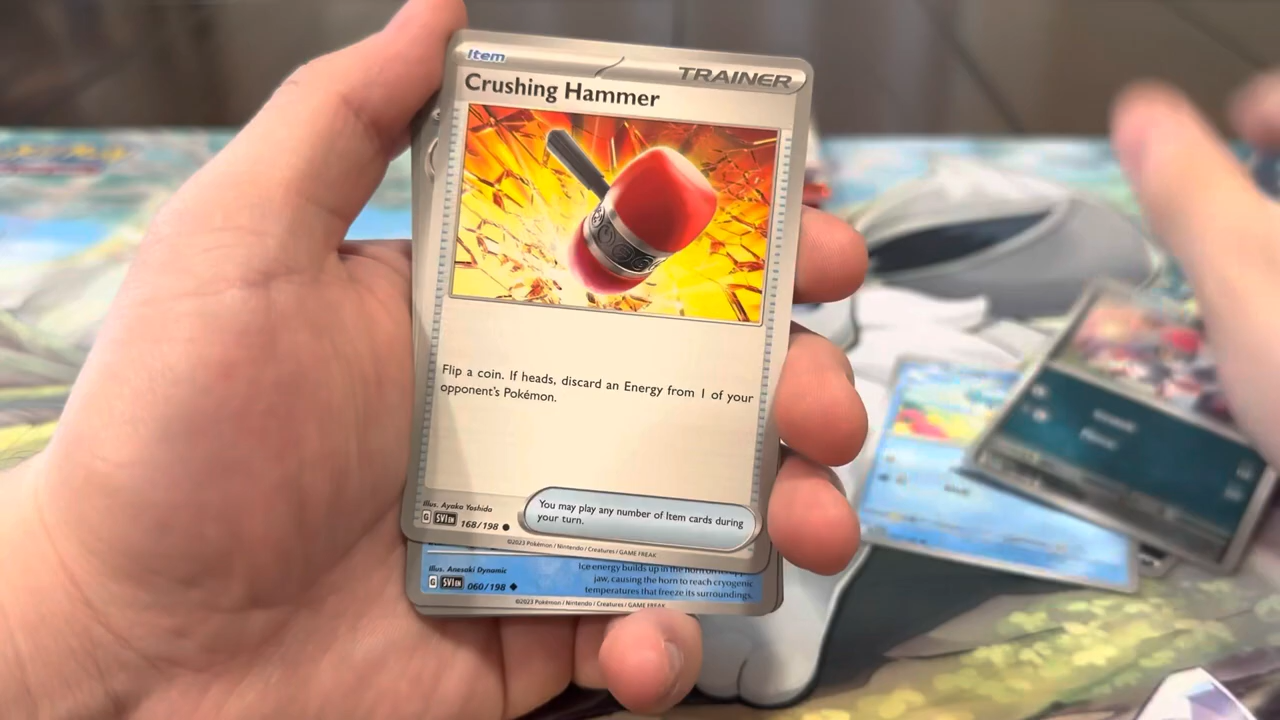 Item
TRAINER
Crushing Hammer
Flip a coin. If heads, discard an Energy from 1 of your
opponent's Pokémon.
You may play any number of Item cards during
your turn.
Illus. Ayaka Yoshida
G SVI EN 168/198
©2023 Pokémon / Nintendo / Creatures / GAME FREAK
Illus. Anesaki Dynamic
G SVI EN 060/198
Ice energy builds up in the horn on its upper
jaw, causing the horn to reach cryogenic
temperatures that freeze its surroundings.
©2023 Pokémon / Nintendo / Creatures / GAME FREAK